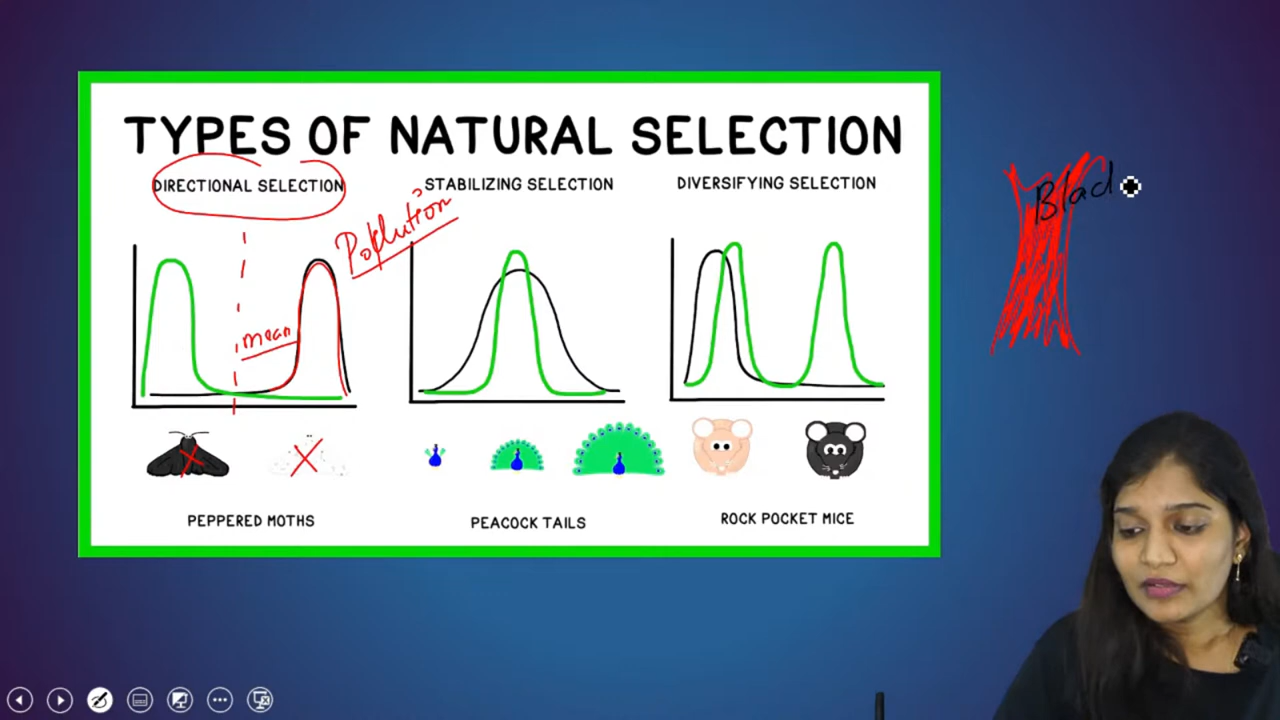 TYPES OF NATURAL SELECTION
DIRECTIONAL SELECTION
STABILIZING SELECTION
DIVERSIFYING SELECTION
Pollution
mean
Blac
PEPPERED MOTHS
PEACOCK TAILS
ROCK POCKET MICE